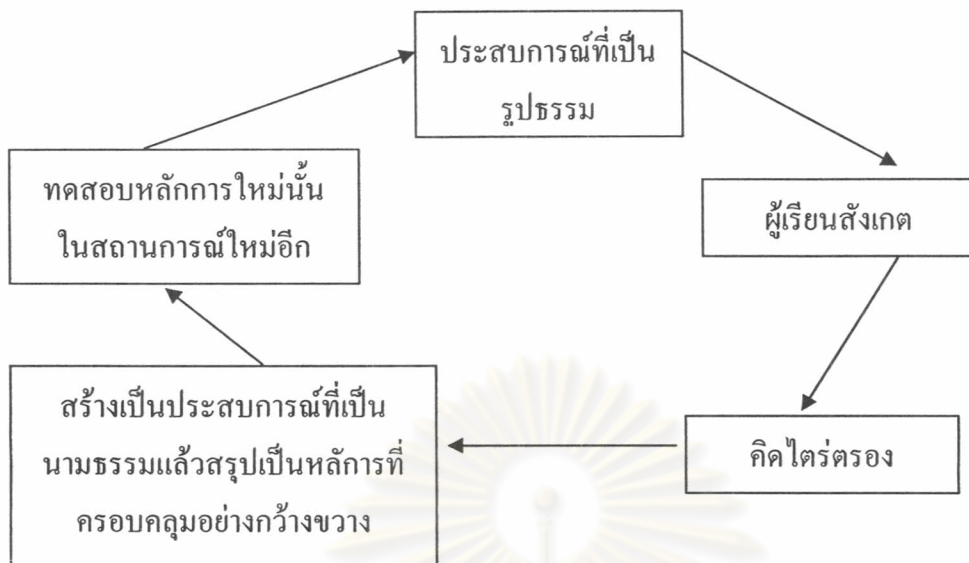 ประสบการณ์ที่เป็น
รูปธรรม
ทดสอบหลักการใหม่นั้น
ในสถานการณ์ใหม่อีก
ผู้เรียนสังเกต
สร้างเป็นประสบการณ์ที่เป็น
นามธรรมแล้วสรุปเป็นหลัการที่
ครอบคลุมอย่างกว้างขวาง
คิดไตร่ตรอง